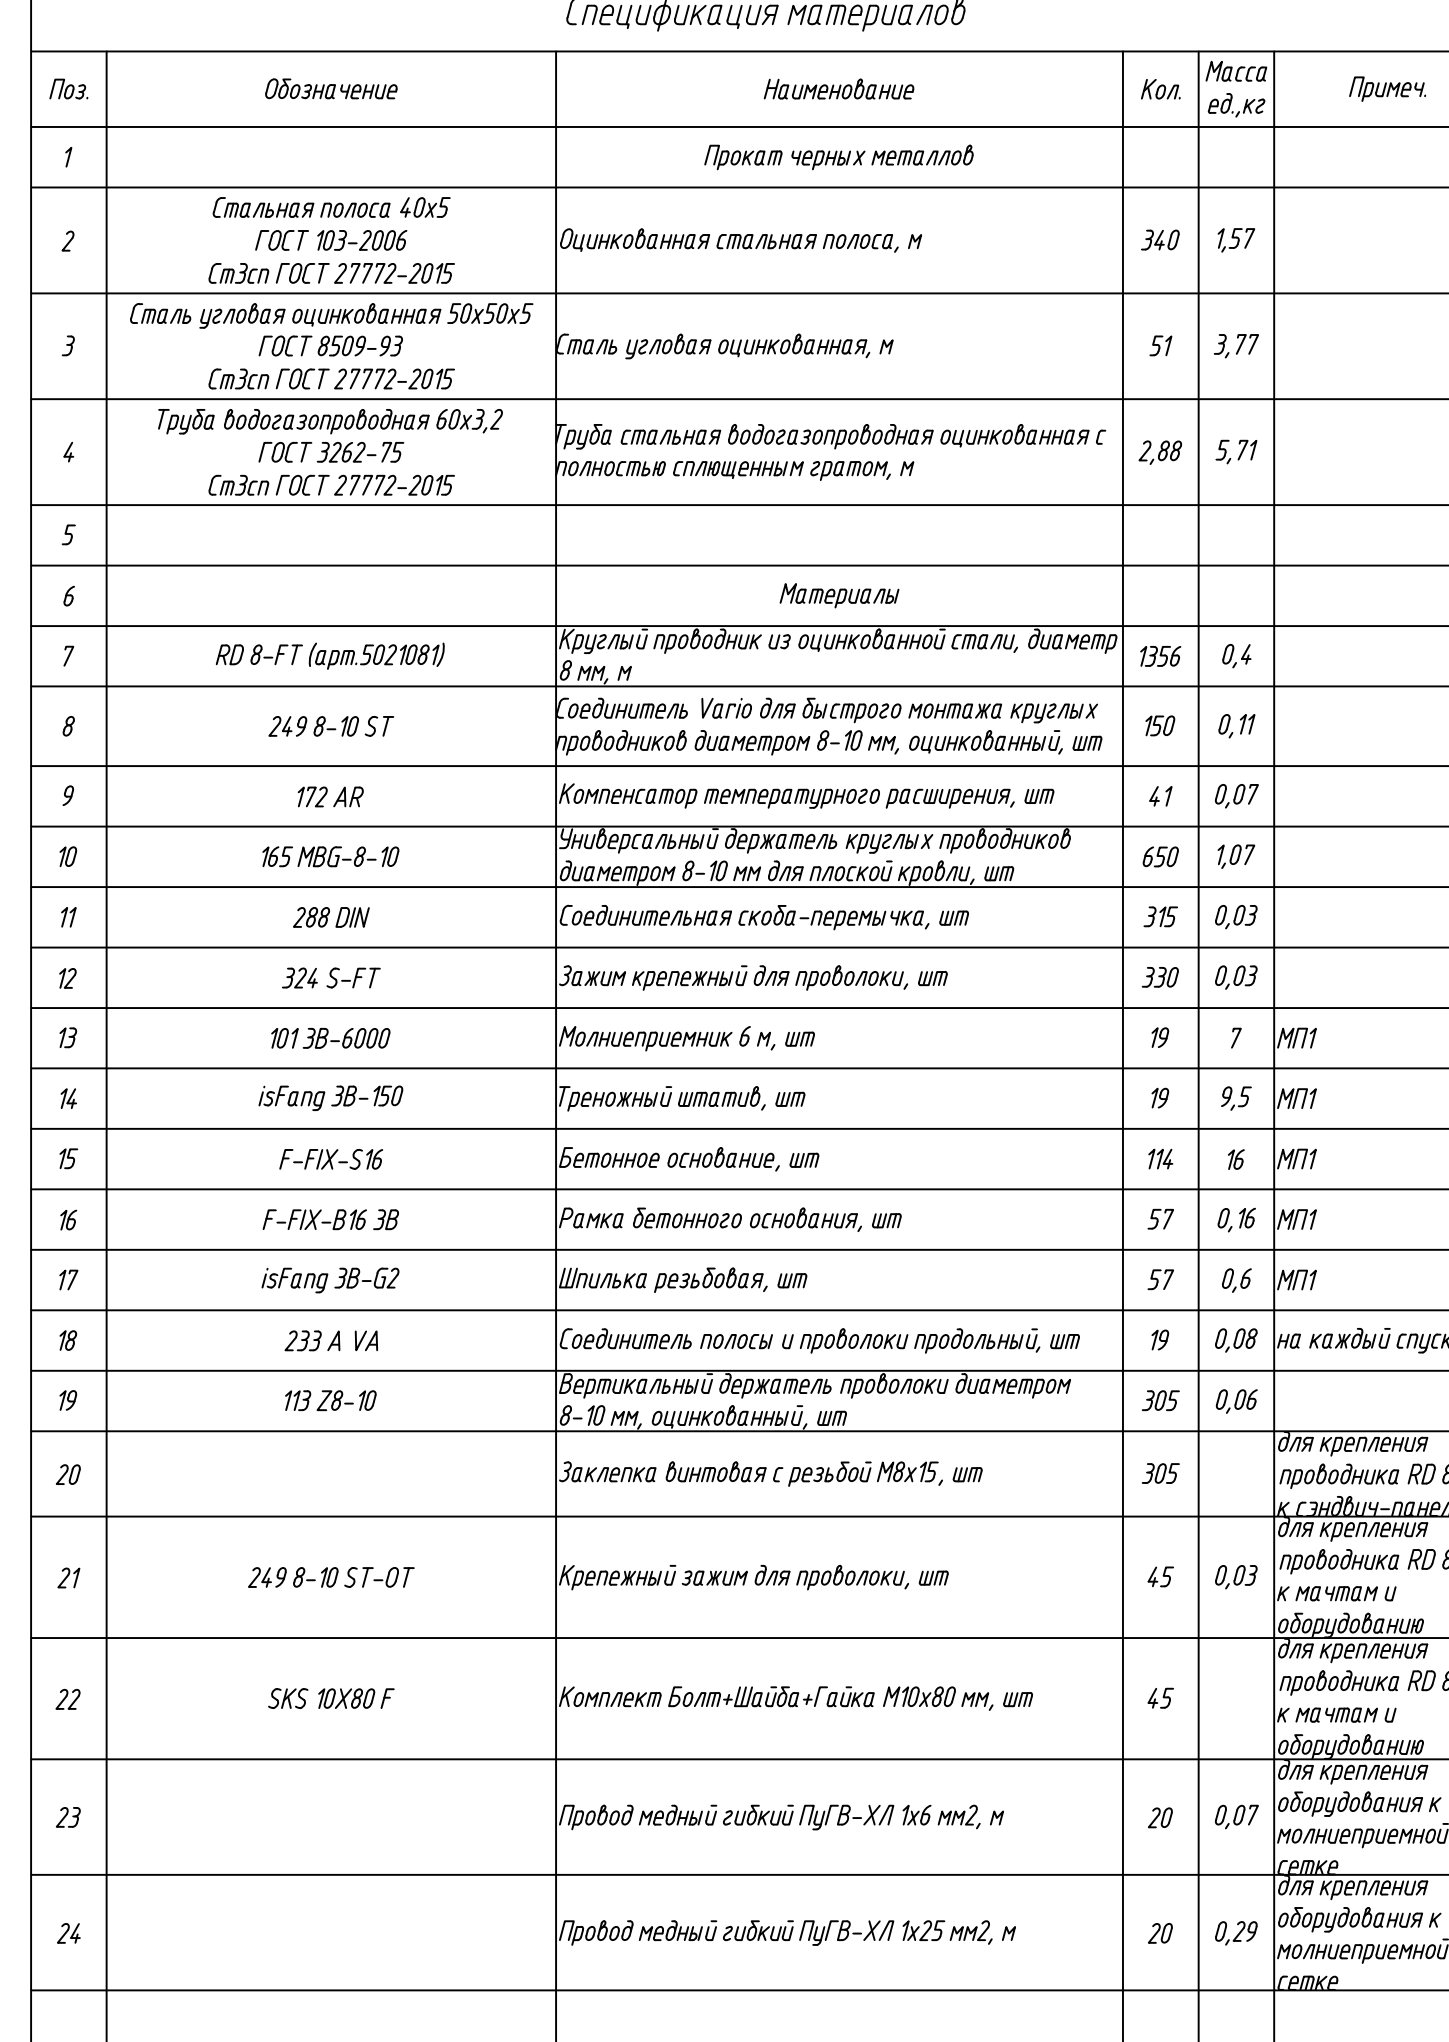 Спецификация материалов
Поз. Обозначение Наименование Кол. Масса ед.,кг Примеч.
1 Прокат черных металлов
2 Стальная полоса 40х5
ГОСТ 103-2006
Ст3сп ГОСТ 27772-2015 Оцинкованная стальная полоса, м 340 1,57
3 Сталь угловая оцинкованная 50х50х5
ГОСТ 8509-93
Ст3сп ГОСТ 27772-2015 Сталь угловая оцинкованная, м 51 3,77
4 Труба водогазопроводная 60х3,2
ГОСТ 3262-75
Ст3сп ГОСТ 27772-2015 Труба стальная водогазопроводная оцинкованная с
полностью сплющенным гратом, м 2,88 5,71
5
6 Материалы
7 RD 8-FT (арт.5021081) Круглый проводник из оцинкованной стали, диаметр
8 мм, м 1356 0,4
8 249 8-10 ST Соединитель Vario для быстрого монтажа круглых
проводников диаметром 8-10 мм, оцинкованный, шт 150 0,11
9 172 AR Компенсатор температурного расширения, шт 41 0,07
10 165 MBG-8-10 Универсальный держатель круглых проводников
диаметром 8-10 мм для плоской кровли, шт 650 1,07
11 288 DIN Соединительная скоба-перемычка, шт 315 0,03
12 324 S-FT Зажим крепежный для проволоки, шт 330 0,03
13 101 3B-6000 Молниеприемник 6 м, шт 19 7 МП1
14 isFang 3B-150 Треножный штатив, шт 19 9,5 МП1
15 F-FIX-S16 Бетонное основание, шт 114 16 МП1
16 F-FIX-B16 3B Рамка бетонного основания, шт 57 0,16 МП1
17 isFang 3B-G2 Шпилька резьбовая, шт 57 0,6 МП1
18 233 A VA Соединитель полосы и проволоки продольный, шт 19 0,08 на каждый спуск
19 113 Z8-10 Вертикальный держатель проволоки диаметром
8-10 мм, оцинкованный, шт 305 0,06
20 Заклепка винтовая с резьбой М8х15, шт 305 для крепления
проводника RD 8
к сэндвич-панел
21 249 8-10 ST-OT Крепежный зажим для проволоки, шт 45 0,03 для крепления
проводника RD 8
к мачтам и
оборудованию
22 SKS 10X80 F Комплект Болт+Шайба+Гайка М10х80 мм, шт 45 для крепления
проводника RD 8
к мачтам и
оборудованию
23 Провод медный гибкий ПуГВ-ХЛ 1х6 мм2, м 20 0,07 для крепления
оборудования к
молниеприемной
сетке
24 Провод медный гибкий ПуГВ-ХЛ 1х25 мм2, м 20 0,29 для крепления
оборудования к
молниеприемной
сетке